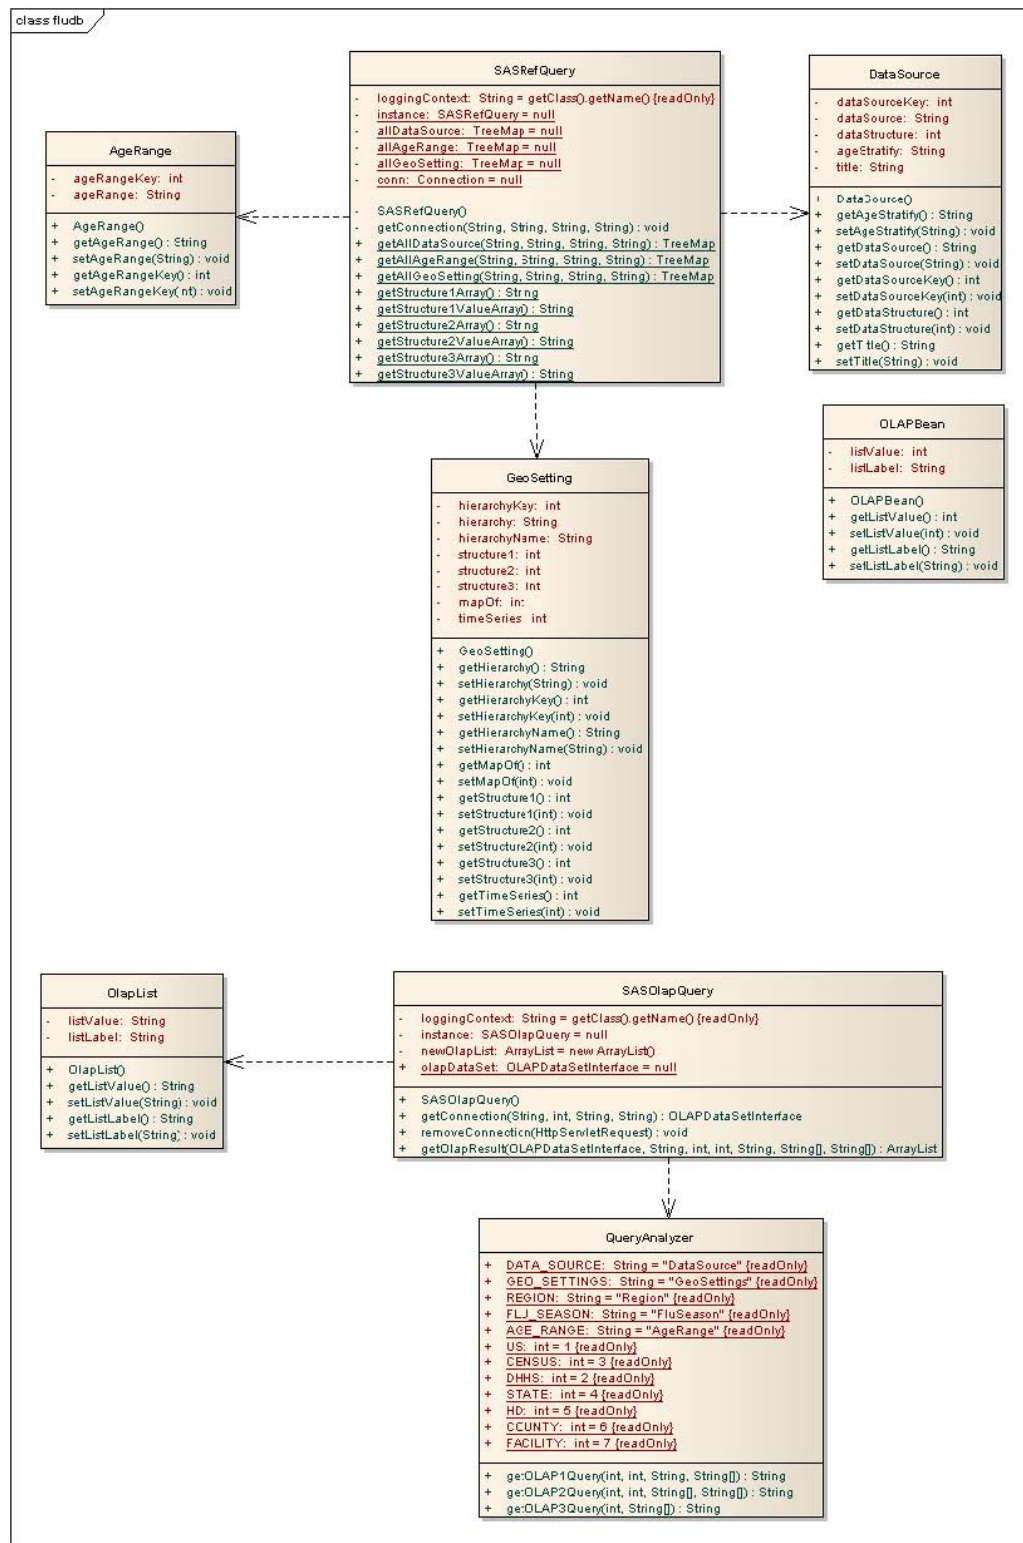 class fludb
SASRefQuery
- loggingContext: String = getClass().getName() {readOnly}
- instance: SASRefQuery = null
- allDataSource: TreeMap = null
- allAgeRange: TreeMap = null
- allGeoSetting: TreeMap = null
- conn: Connection = null
- SASRefQuery()
- getConnection(String, String, String, String) : void
+ getAllDataSource(String, String, String, String) : TreeMap
+ getAllAgeRange(String, String, String, String) : TreeMap
+ getAllGeoSetting(String, String, String, String) : TreeMap
+ getStructure1Array() : String
+ getStructure1ValueArray() : String
+ getStructure2Array() : String
+ getStructure2ValueArray() : String
+ getStructure3Array() : String
+ getStructure3ValueArray() : String
DataSource
- dataSourceKey: int
- dataSource: String
- dataStructure: int
- ageStratify: String
- title: String
+ DataSource()
+ getAgeStratify() : String
+ setAgeStratify(String) : void
+ getDataSource() : String
+ setDataSource(String) : void
+ getDataSourceKey() : int
+ setDataSourceKey(int) : void
+ getDataStructure() : int
+ setDataStructure(int) : void
+ getTitle() : String
+ setTitle(String) : void
AgeRange
- ageRangeKey: int
- ageRange: String
+ AgeRange()
+ getAgeRange() : String
+ setAgeRange(String) : void
+ getAgeRangeKey() : int
+ setAgeRangeKey(int) : void
OLAPBean
- listValue: int
- listLabel: String
+ OLAPBean()
+ getListValue() : int
+ setListValue(int) : void
+ getListLabel() : String
+ setListLabel(String) : void
GeoSetting
- hierarchyKey: int
- hierarchy: String
- hierarchyName: String
- structure1: int
- structure2: int
- structure3: int
- mapOf: int
- timeSeries: int
+ GeoSetting()
+ getHierarchy() : String
+ setHierarchy(String) : void
+ getHierarchyKey() : int
+ setHierarchyKey(int) : void
+ getHierarchyName() : String
+ setHierarchyName(String) : void
+ getMapOf() : int
+ setMapOf(int) : void
+ getStructure1() : int
+ setStructure1(int) : void
+ getStructure2() : int
+ setStructure2(int) : void
+ getStructure3() : int
+ setStructure3(int) : void
+ getTimeSeries() : int
+ setTimeSeries(int) : void
OlapList
- listValue: String
- listLabel: String
+ OlapList()
+ getListValue() : String
+ setListValue(String) : void
+ getListLabel() : String
+ setListLabel(String) : void
SASOlapQuery
- loggingContext: String = getClass().getName() {readOnly}
- instance: SASOlapQuery = null
- newOlapList: ArrayList = new ArrayList()
+ olapDataSet: OLAPDataSetInterface = null
+ SASOlapQuery()
+ getConnection(String, int, String, String) : OLAPDataSetInterface
+ removeConnection(HttpServletRequest) : void
+ getOlapResult(OLAPDataSetInterface, String, int, int, String, String[], String[]) : ArrayList
QueryAnalyzer
+ DATA_SOURCE: String = "DataSource" {readOnly}
+ GEO_SETTINGS: String = "GeoSettings" {readOnly}
+ REGION: String = "Region" {readOnly}
+ FLU_SEASON: String = "FluSeason" {readOnly}
+ AGE_RANGE: String = "AgeRange" {readOnly}
+ US: int = 1 {readOnly}
+ CENSUS: int = 3 {readOnly}
+ DHHS: int = 2 {readOnly}
+ STATE: int = 4 {readOnly}
+ HD: int = 5 {readOnly}
+ COUNTY: int = 6 {readOnly}
+ FACILITY: int = 7 {readOnly}
+ getOLAP1Query(int, int, String, String[]) : String
+ getOLAP2Query(int, int, String[], String[]) : String
+ getOLAP3Query(int, String[]) : String